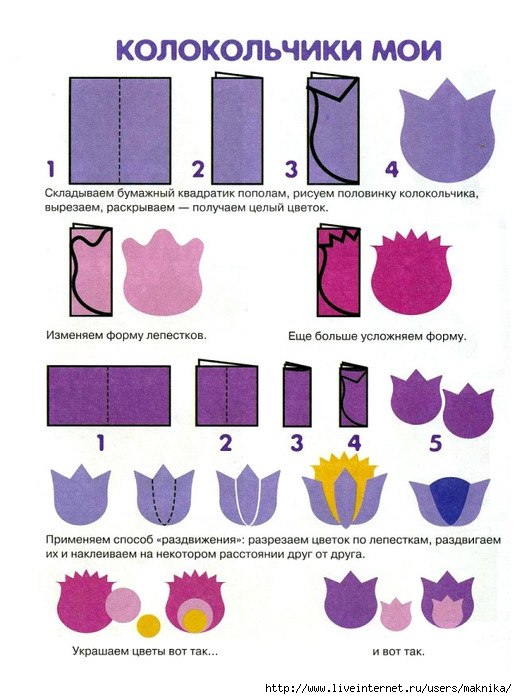 КОЛОКОЛЬЧИКИ МОИ
1 2 3 4
Складываем бумажный квадратик пополам, рисуем половинку колокольчика,
вырезаем, раскрываем — получаем целый цветок.
Изменяем форму лепестков. Еще больше усложняем форму.
1 2 3 4 5
Применяем способ «раздвижения»: разрезаем цветок по лепесткам, раздвигаем
их и наклеиваем на некотором расстоянии друг от друга.
Украшаем цветы вот так... и вот так.
http://www.liveinternet.ru/users/maknika/